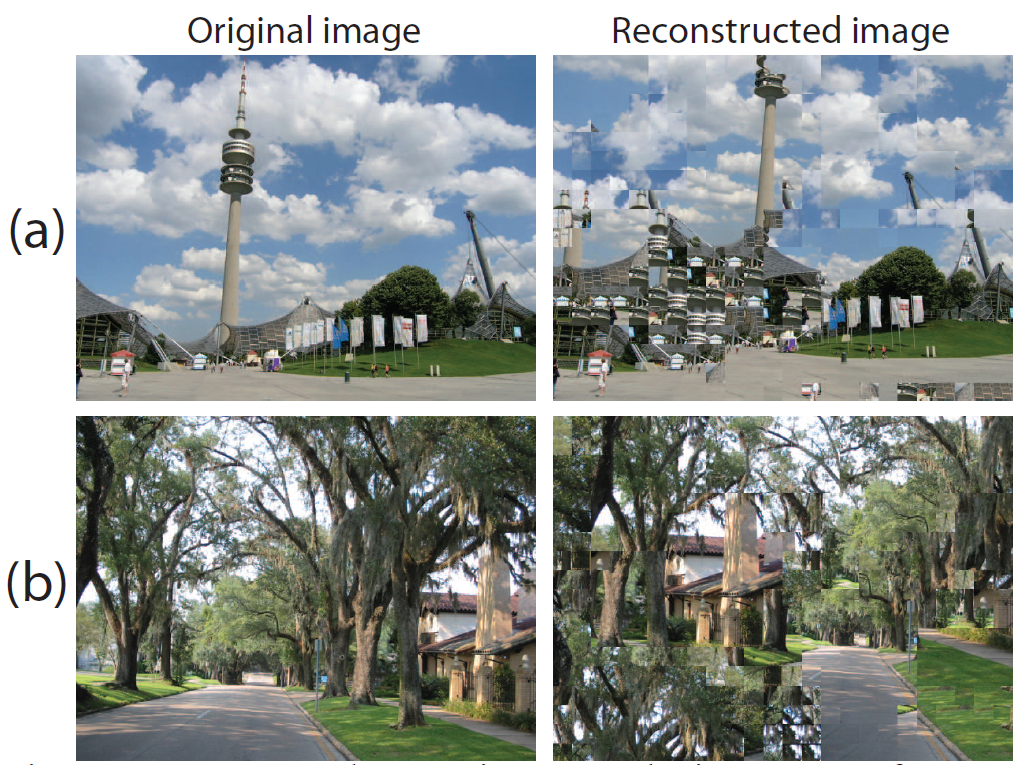 Original image
Reconstructed image
(a)
(b)